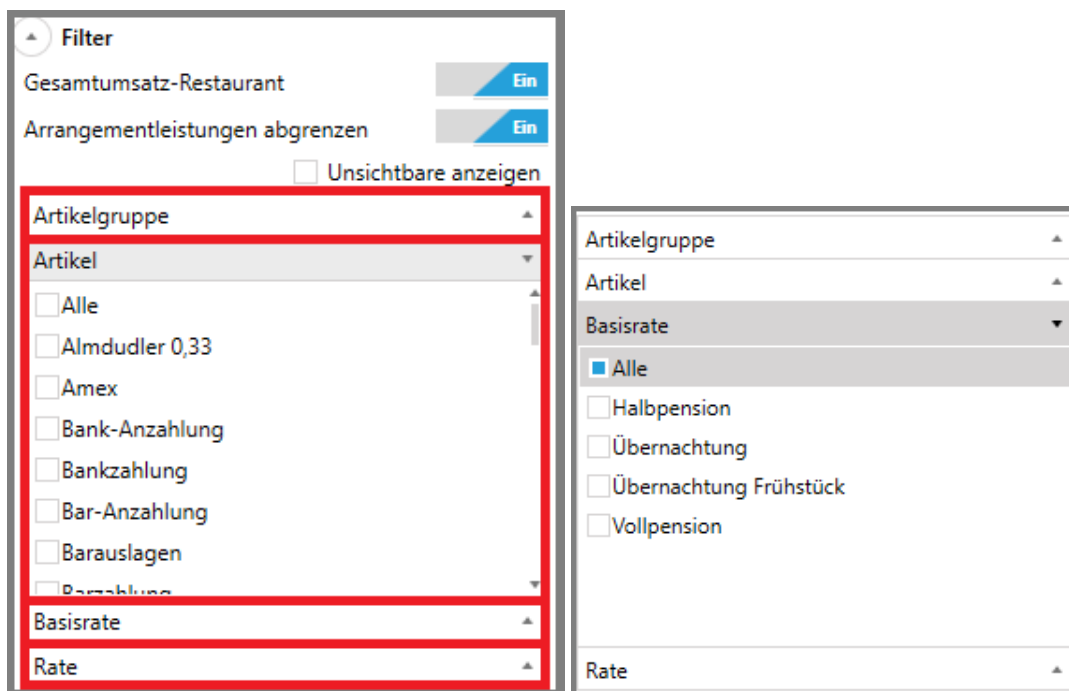 Filter
Gesamtumsatz-Restaurant Ein
Arrangementleistungen abgrenzen Ein
Unsichtbare anzeigen
Artikelgruppe
Artikel
Alle
Almdudler 0,33
Amex
Bank-Anzahlung
Bankzahlung
Bar-Anzahlung
Barauslagen
Barzahlung
Basisrate
Rate
Artikelgruppe
Artikel
Basisrate
Alle
Halbpension
Übernachtung
Übernachtung Frühstück
Vollpension
Rate